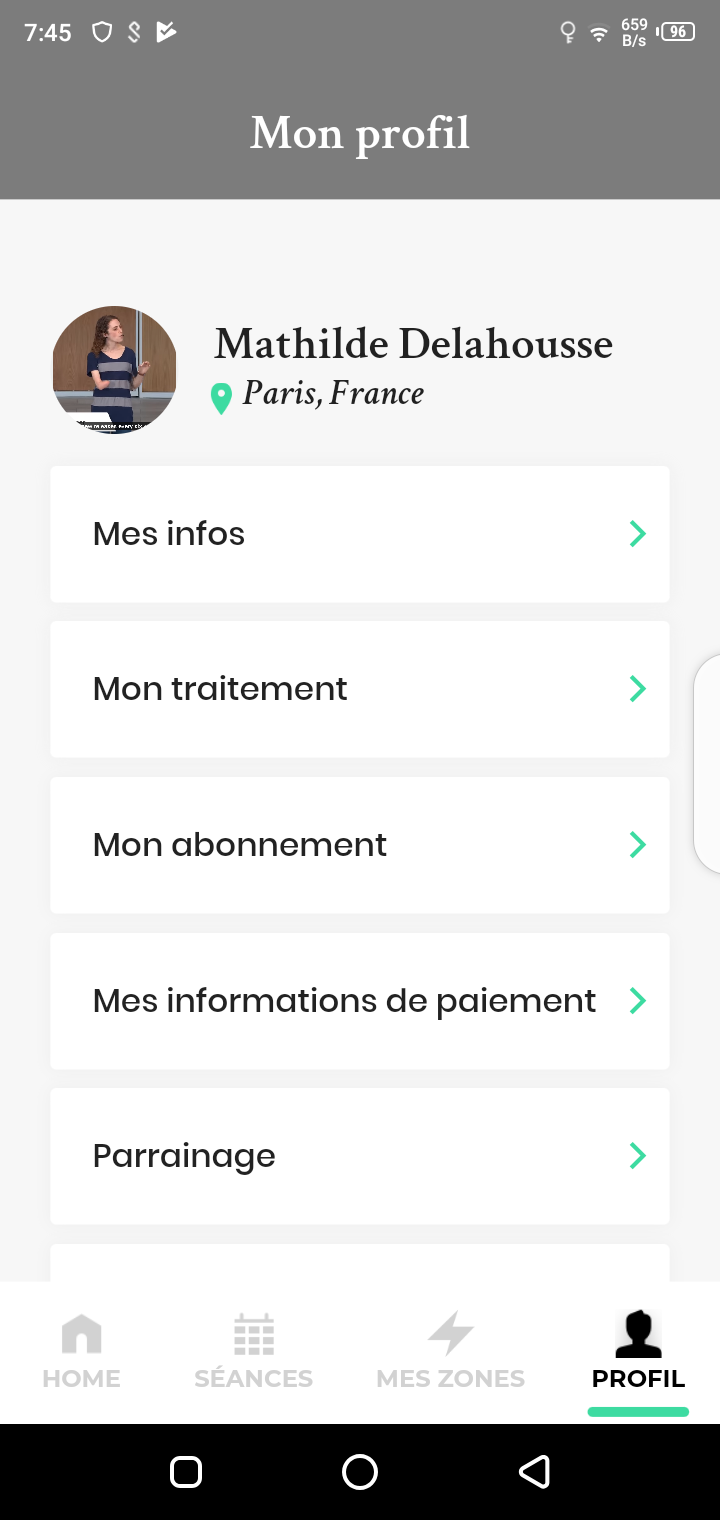 7:45
659
B/s
96
Mon profil
Mathilde Delahousse
Paris, France
Mes infos
Mon traitement
Mon abonnement
Mes informations de paiement
Parrainage
HOME
SÉANCES
MES ZONES
PROFIL